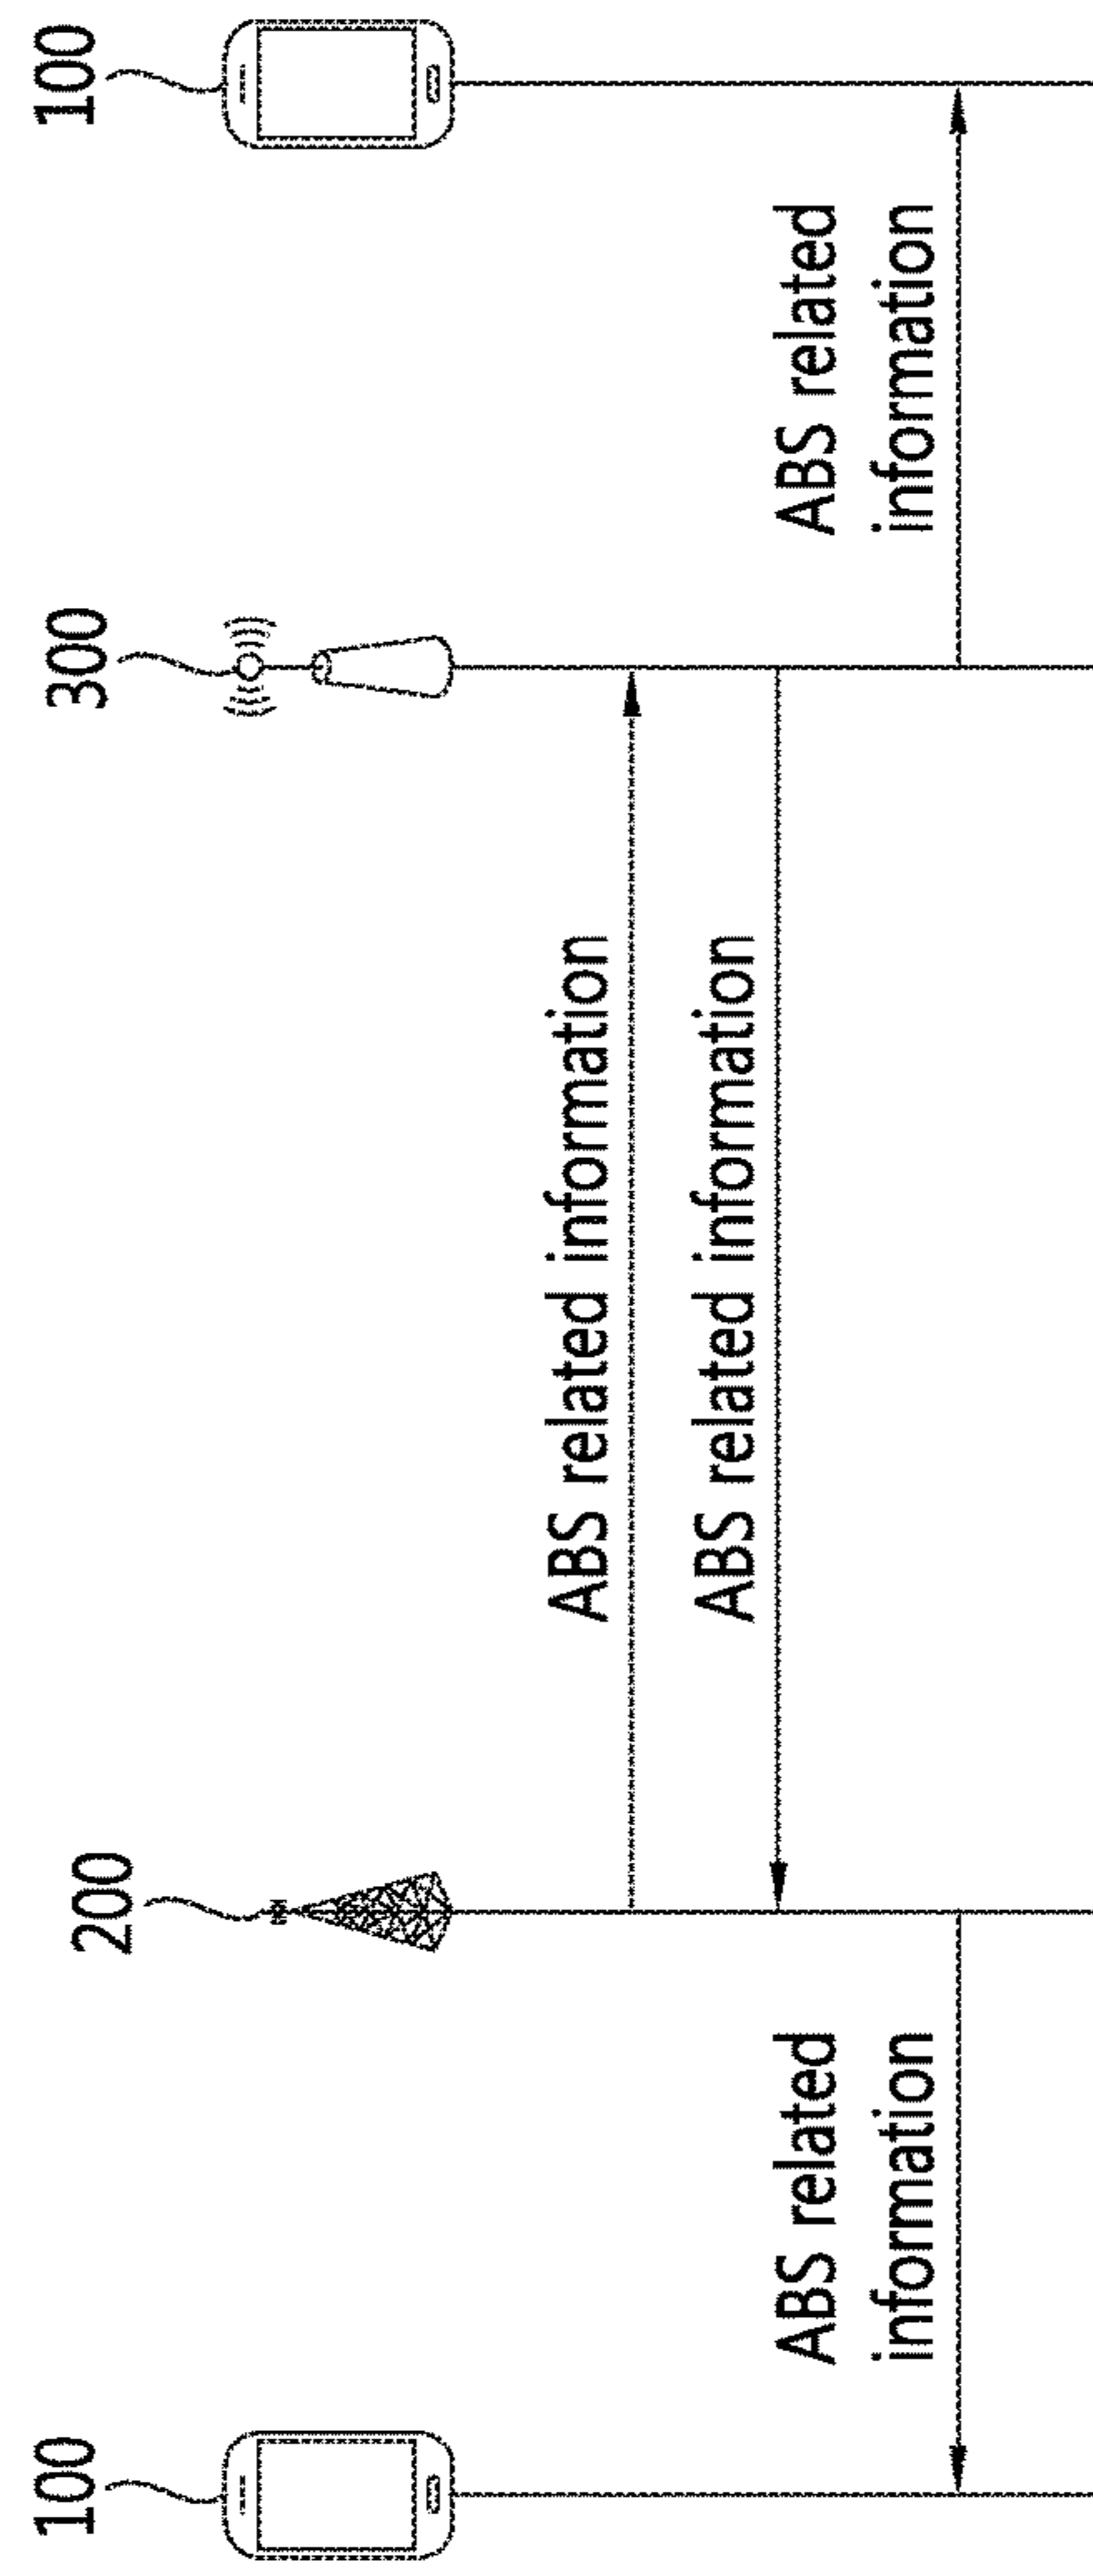 100
200
300
100
ABS related information
ABS related information
ABS related
information
ABS related
information